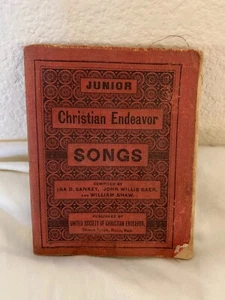 JUNIOR
Christian Endeavor
SONGS
COMPILED BY
IRA D. SANKEY, JOHN WILLIS BAER,
AND WILLIAM SHAW.
PUBLISHED BY
UNITED SOCIETY OF CHRISTIAN ENDEAVOR,